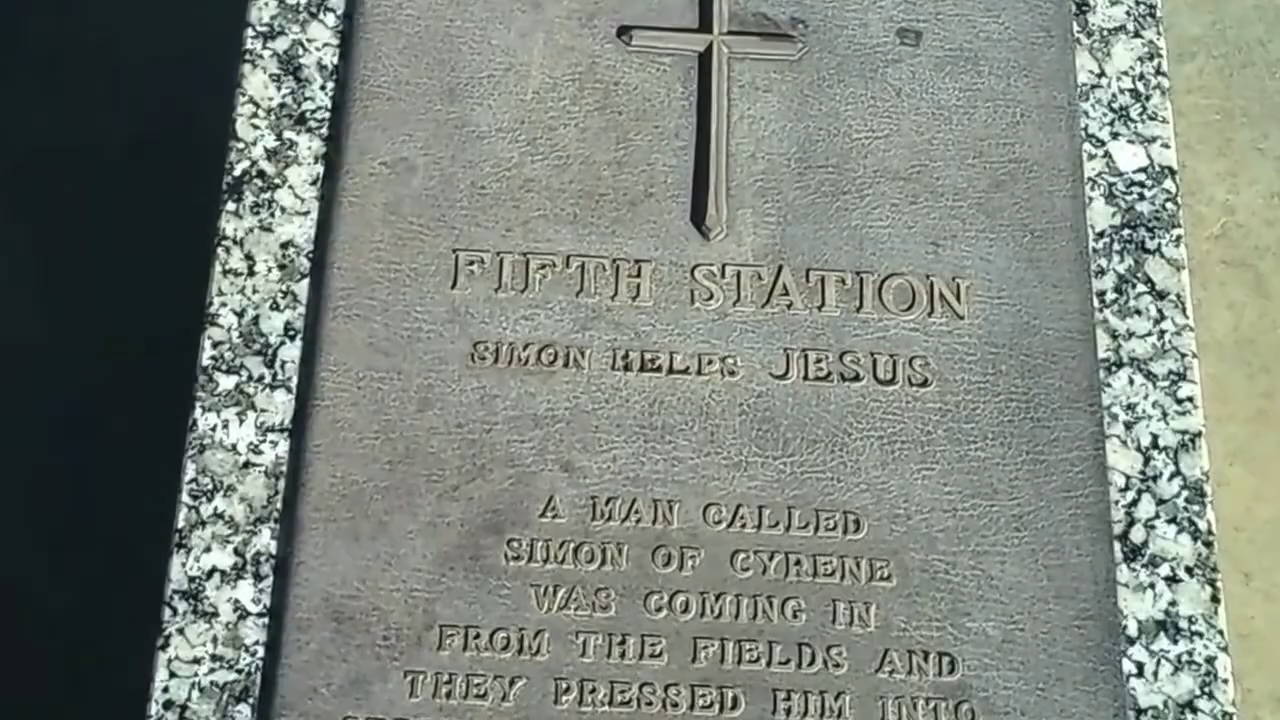 FIFTH STATION
SIMON HELPS JESUS
A MAN CALLED
SIMON OF CYRENE
WAS COMING IN
FROM THE FIELDS AND
THEY PRESSED HIM INTO